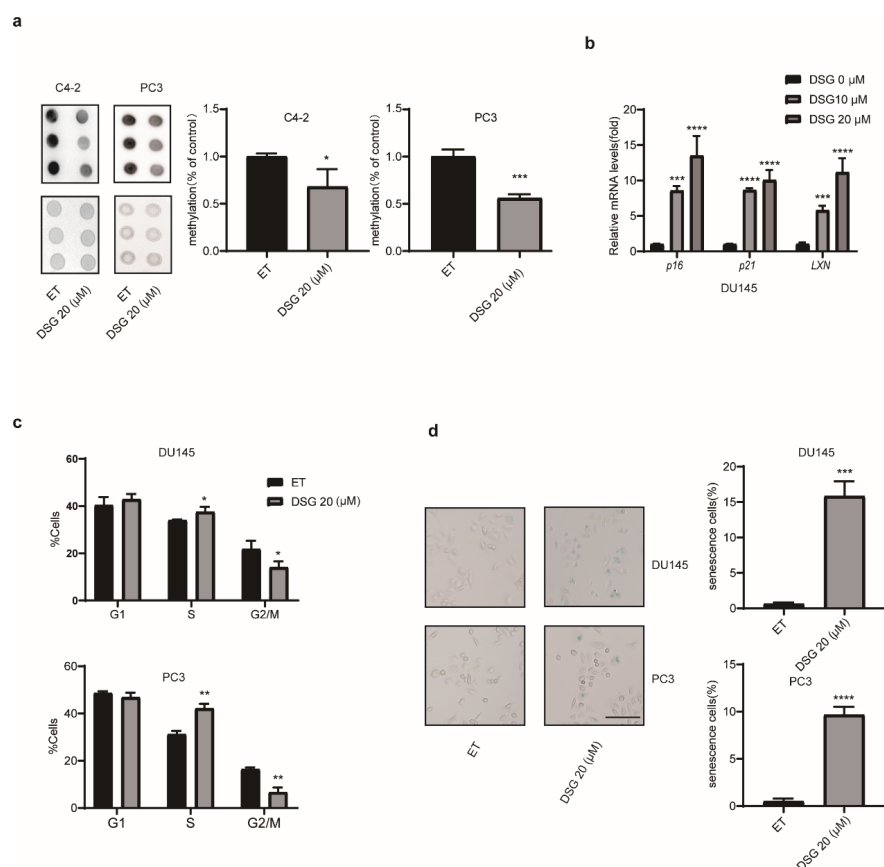 a
C4-2
PC3
ET
DSG 20 (μM)
ET
DSG 20 (μM)
C4-2
methylation(% of control)
1.5
1.0
0.5
0.0
*
ET
DSG 20 (μM)
PC3
methylation(% of control)
1.5
1.0
0.5
0.0
***
ET
DSG 20 (μM)
b
DSG 0 μM
DSG10 μM
DSG 20 μM
Relative mRNA levels(fold)
20
15
10
5
0
*** ****
**** ****
*** ****
p16 p21 LXN
DU145
c
DU145
ET
DSG 20 (μM)
%Cells
60
40
20
0
*
*
G1 S G2/M
PC3
%Cells
60
40
20
0
**
**
G1 S G2/M
d
DU145
PC3
ET
DSG 20 (μM)
DU145
senescence cells(%)
20
15
10
5
0
***
ET
DSG 20 (μM)
PC3
senescence cells(%)
15
10
5
0
****
ET
DSG 20 (μM)